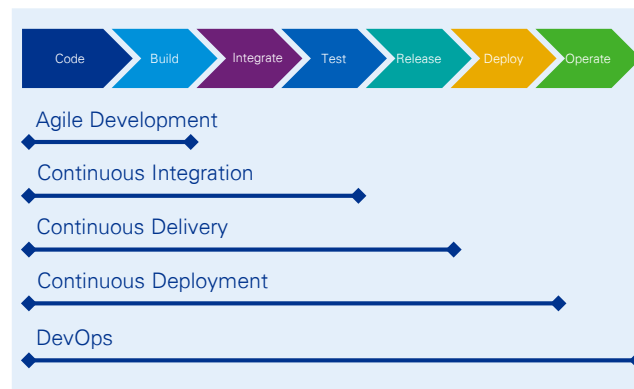 Code
Build
Integrate
Test
Release
Deploy
Operate
Agile Development
Continuous Integration
Continuous Delivery
Continuous Deployment
DevOps